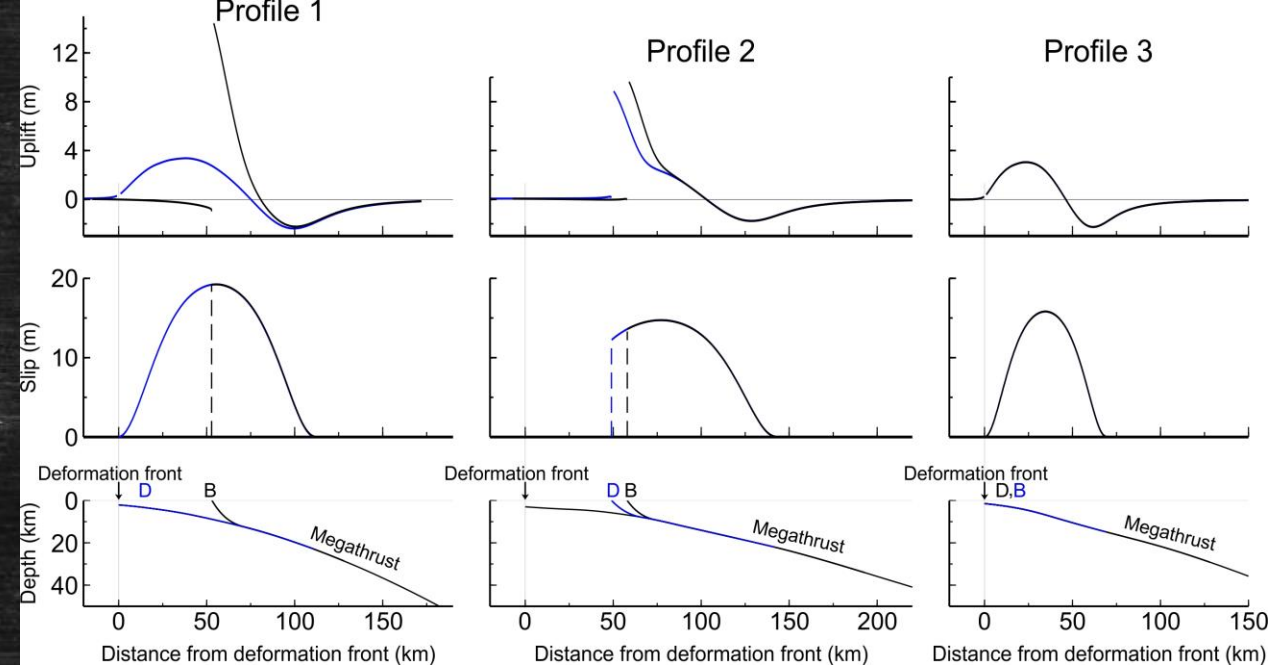 Profile 1
Profile 2
Profile 3
Uplift (m)
12
8
4
0
Slip (m)
20
10
0
Deformation front
D
B
Megathrust
Deformation front
D B
Megathrust
Deformation front
D,B
Megathrust
Depth (km)
0
20
40
0 50 100 150
0 50 100 150 200
0 50 100 150
Distance from deformation front (km)
Distance from deformation front (km)
Distance from deformation front (km)